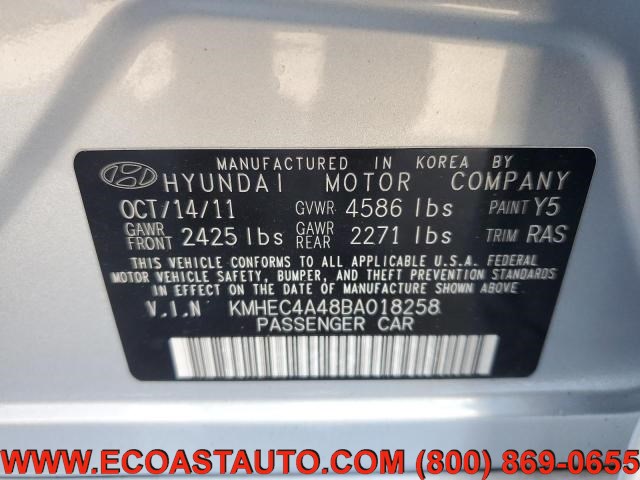 MANUFACTURED IN KOREA BY
HYUNDAI MOTOR COMPANY
OCT/14/11 GVWR 4586 lbs PAINT Y5
GAWR FRONT 2425 lbs GAWR REAR 2271 lbs TRIM RAS
THIS VEHICLE CONFORMS TO ALL APPLICABLE U.S.A. FEDERAL
MOTOR VEHICLE SAFETY, BUMPER, AND THEFT PREVENTION STANDARDS
IN EFFECT ON THE DATE OF MANUFACTURE SHOWN ABOVE.
V.I.N KMHEC4A48BA018258
PASSENGER CAR
WWW.ECOASTAUTO.COM (800) 869-0655